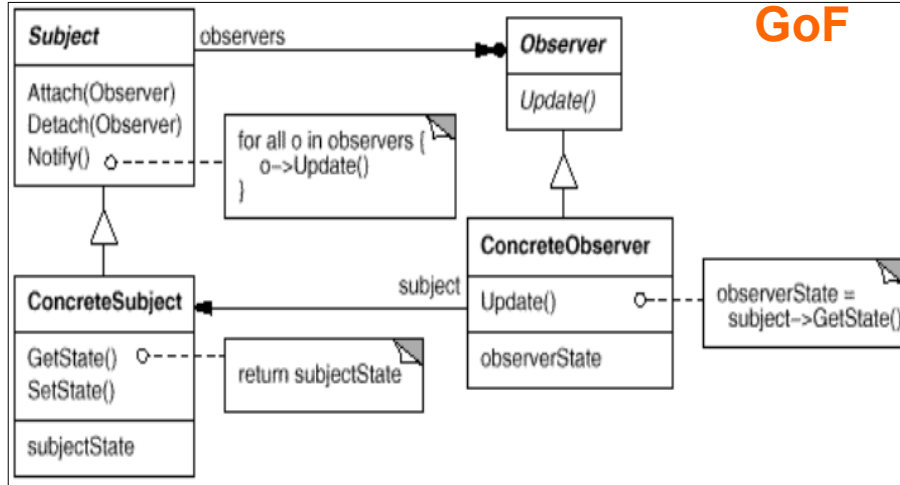 GoF
Subject
observers
Observer
Attach(Observer)
Detach(Observer)
Notify()
for all o in observers {
o->Update()
}
Update()
ConcreteObserver
ConcreteSubject
subject
Update()
observerState =
subject->GetState()
GetState()
SetState()
return subjectState
observerState
subjectState